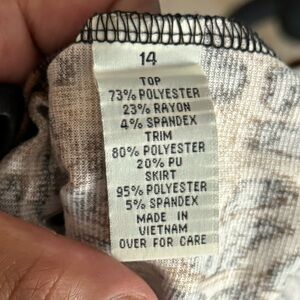 14
TOP
73% POLYESTER
23% RAYON
4% SPANDEX
TRIM
80% POLYESTER
20% PU
SKIRT
95% POLYESTER
5% SPANDEX
MADE IN
VIETNAM
OVER FOR CARE